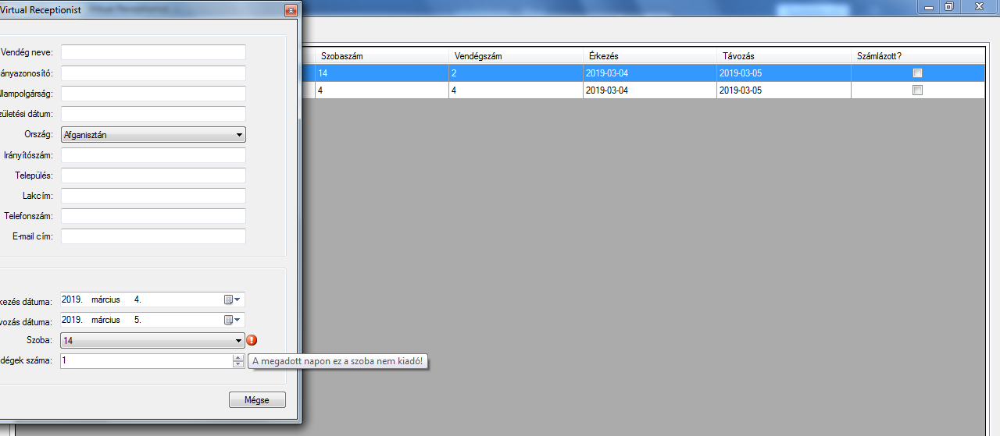 Virtual Receptionist
Vendég neve:
ányazonosító:
llampolgárság:
zületési dátum:
Ország: Afganisztán
Irányítószám:
Település:
Lakcím:
Telefonszám:
E-mail cím:
kezés dátuma: 2019. március 4.
vozás dátuma: 2019. március 5.
Szoba: 14
dégek száma: 1
A megadott napon ez a szoba nem kiadó!
Mégse
Szobaszám Vendégszám Érkezés Távozás Számlázott?
14 2 2019-03-04 2019-03-05
4 4 2019-03-04 2019-03-05